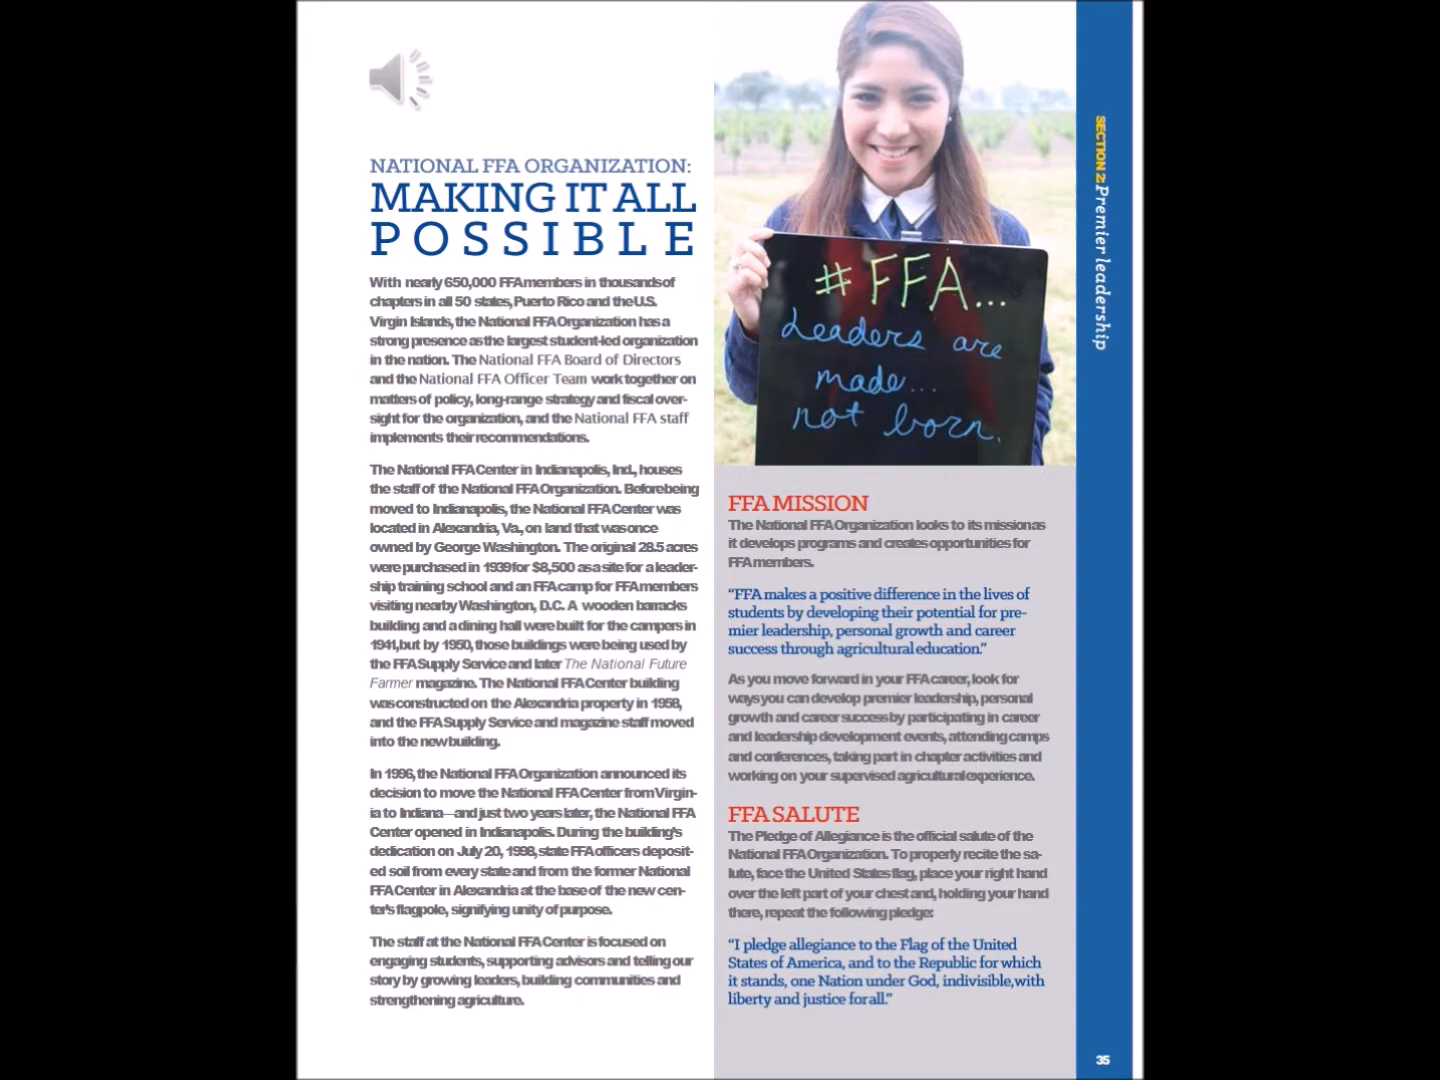 NATIONAL FFA ORGANIZATION:
MAKING IT ALL
POSSIBLE
With nearly 650,000 FFA members in thousands of
chapters in all 50 states, Puerto Rico and the U.S.
Virgin Islands, the National FFA Organization has a
strong presence as the largest student-led organization
in the nation. The National FFA Board of Directors
and the National FFA Officer Team work together on
matters of policy, long-range strategy and fiscal over-
sight for the organization, and the National FFA staff
implements their recommendations.
The National FFA Center in Indianapolis, Ind., houses
the staff of the National FFA Organization. Before being
moved to Indianapolis, the National FFA Center was
located in Alexandria, Va., on land that was once
owned by George Washington. The original 28.5 acres
were purchased in 1939 for $8,500 as a site for a leader-
ship training school and an FFA camp for FFA members
visiting nearby Washington, D.C. A wooden barracks
building and a dining hall were built for the campers in
1941, but by 1950, those buildings were being used by
the FFA Supply Service and later The National Future
Farmer magazine. The National FFA Center building
was constructed on the Alexandria property in 1958,
and the FFA Supply Service and magazine staff moved
into the new building.
In 1996, the National FFA Organization announced its
decision to move the National FFA Center from Virgin-
ia to Indiana—and just two years later, the National FFA
Center opened in Indianapolis. During the building's
dedication on July 20, 1998, state FFA officers deposit-
ed soil from every state and from the former National
FFA Center in Alexandria at the base of the new cen-
ter's flagpole, signifying unity of purpose.
The staff at the National FFA Center is focused on
engaging students, supporting advisors and telling our
story by growing leaders, building communities and
strengthening agriculture.
#FFA...
Leaders are
made...
not born.
FFA MISSION
The National FFA Organization looks to its mission as
it develops programs and creates opportunities for
FFA members.
“FFA makes a positive difference in the lives of
students by developing their potential for pre-
mier leadership, personal growth and career
success through agricultural education.”
As you move forward in your FFA career, look for
ways you can develop premier leadership, personal
growth and career success by participating in career
and leadership development events, attending camps
and conferences, taking part in chapter activities and
working on your supervised agricultural experience.
FFA SALUTE
The Pledge of Allegiance is the official salute of the
National FFA Organization. To properly recite the sa-
lute, face the United States flag, place your right hand
over the left part of your chest and, holding your hand
there, repeat the following pledge:
“I pledge allegiance to the Flag of the United
States of America, and to the Republic for which
it stands, one Nation under God, indivisible, with
liberty and justice for all.”
SECTION 2: Premier leadership
35